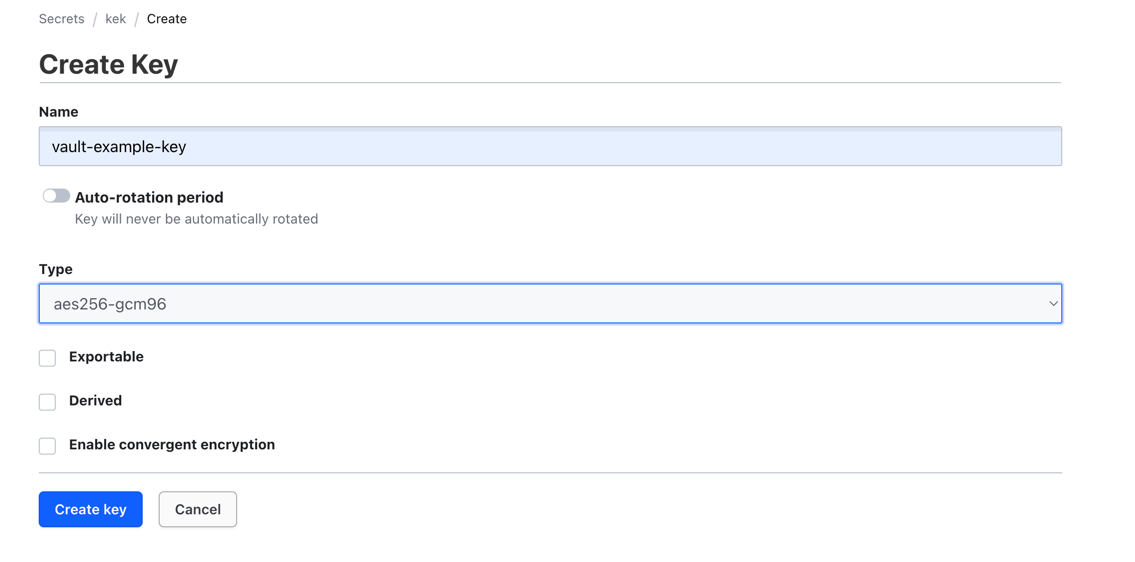 Secrets / kek / Create
Create Key
Name
vault-example-key
Auto-rotation period
Key will never be automatically rotated
Type
aes256-gcm96
Exportable
Derived
Enable convergent encryption
Create key Cancel